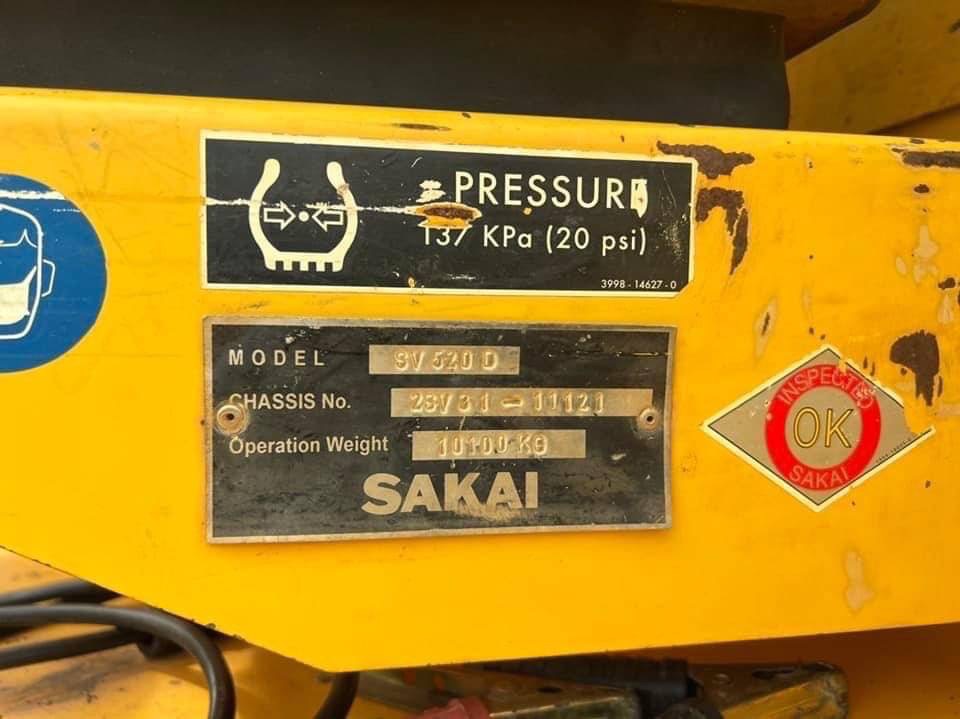 PRESSURE
137 KPa (20 psi)
3998 - 14627 - 0
MODEL SV 520 D
CHASSIS No. 2SV31-11121
Operation Weight 10100 KG
SAKAI
INSPECTED
OK
SAKAI